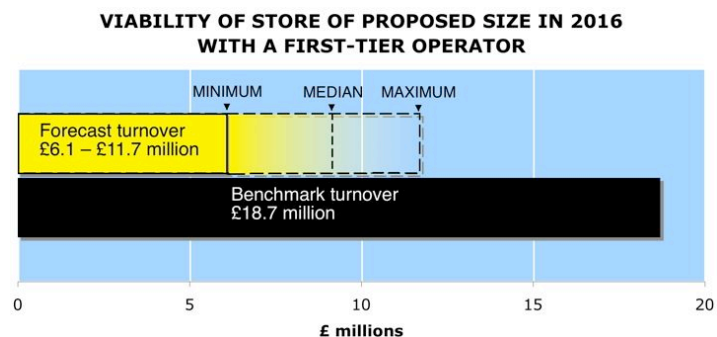 VIABILITY OF STORE OF PROPOSED SIZE IN 2016
WITH A FIRST-TIER OPERATOR
MINIMUM MEDIAN MAXIMUM
Forecast turnover
£6.1 – £11.7 million
Benchmark turnover
£18.7 million
0 5 10 15 20
£ millions